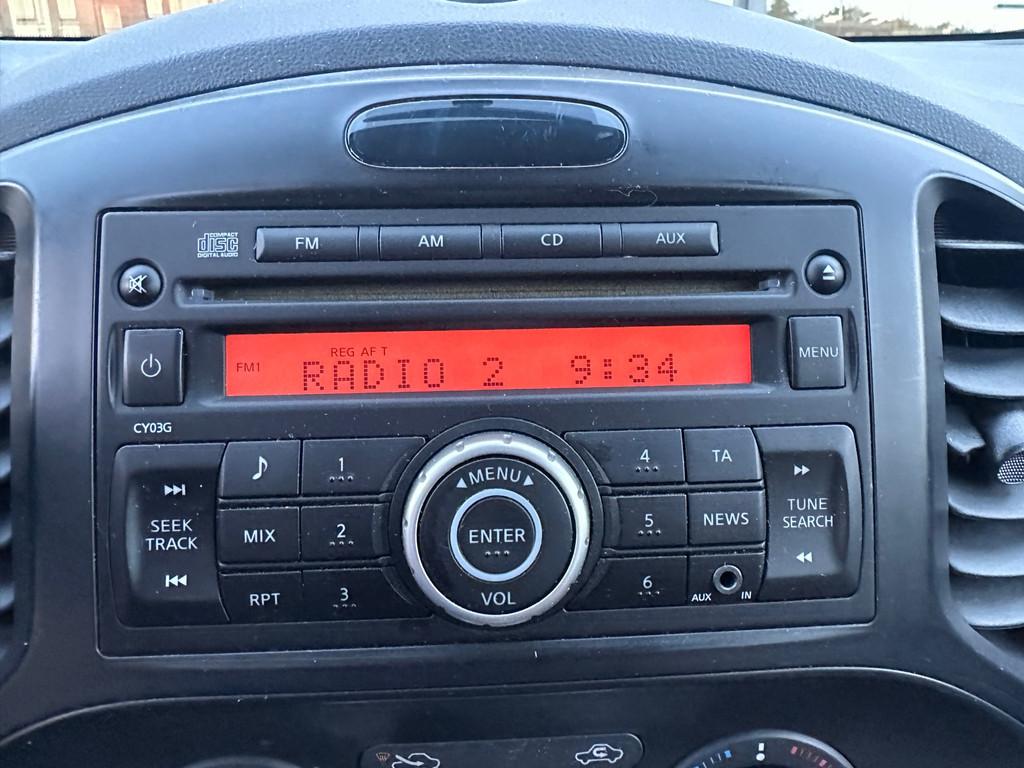 COMPACT
disc
DIGITAL AUDIO
FM AM CD AUX
REG AF T
FM1 RADIO 2 9:34
MENU
CY03G
SEEK
TRACK
1
MIX 2
RPT 3
MENU
ENTER
VOL
4 TA
5 NEWS
6
AUX IN
TUNE
SEARCH